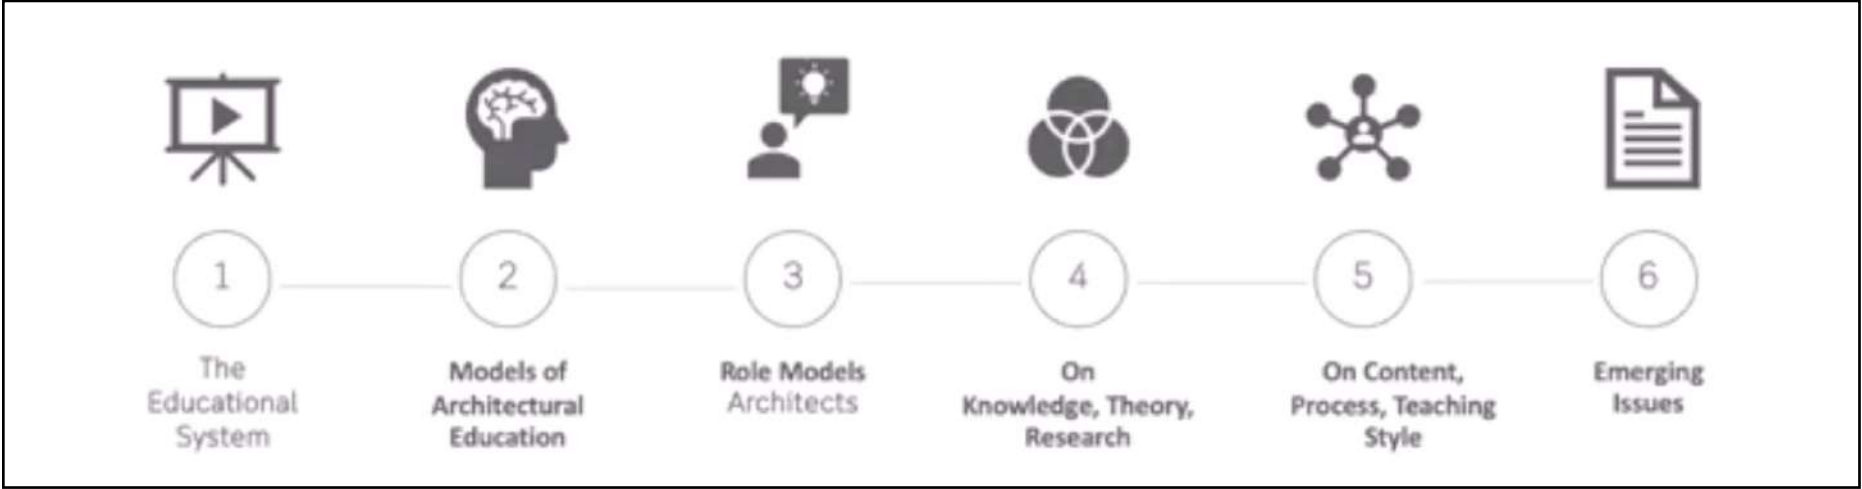 1
The
Educational
System
2
Models of
Architectural
Education
3
Role Models
Architects
4
On
Knowledge, Theory,
Research
5
On Content,
Process, Teaching
Style
6
Emerging
Issues